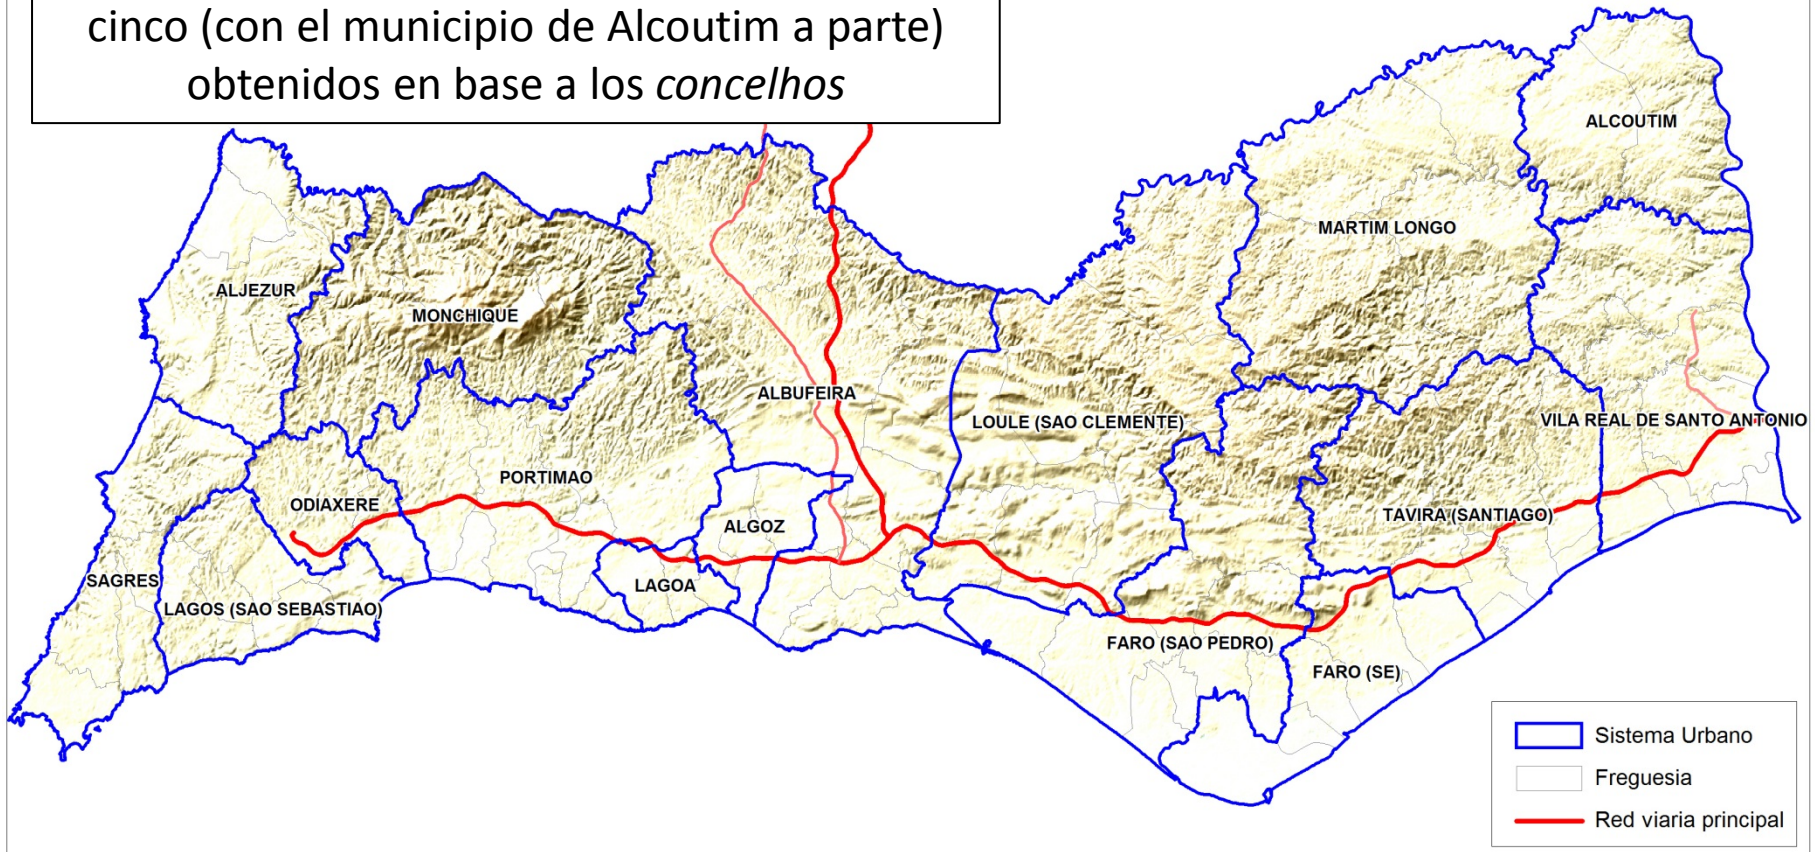 cinco (con el municipio de Alcoutim a parte)
obtenidos en base a los concelhos
ALCOUTIM
MARTIM LONGO
ALJEZUR
MONCHIQUE
ALBUFEIRA
LOULE (SAO CLEMENTE)
VILA REAL DE SANTO ANTONIO
PORTIMAO
ODIAXERE
ALGOZ
TAVIRA (SANTIAGO)
SAGRES
LAGOS (SAO SEBASTIAO)
LAGOA
FARO (SAO PEDRO)
FARO (SE)
Sistema Urbano
Freguesia
Red viaria principal